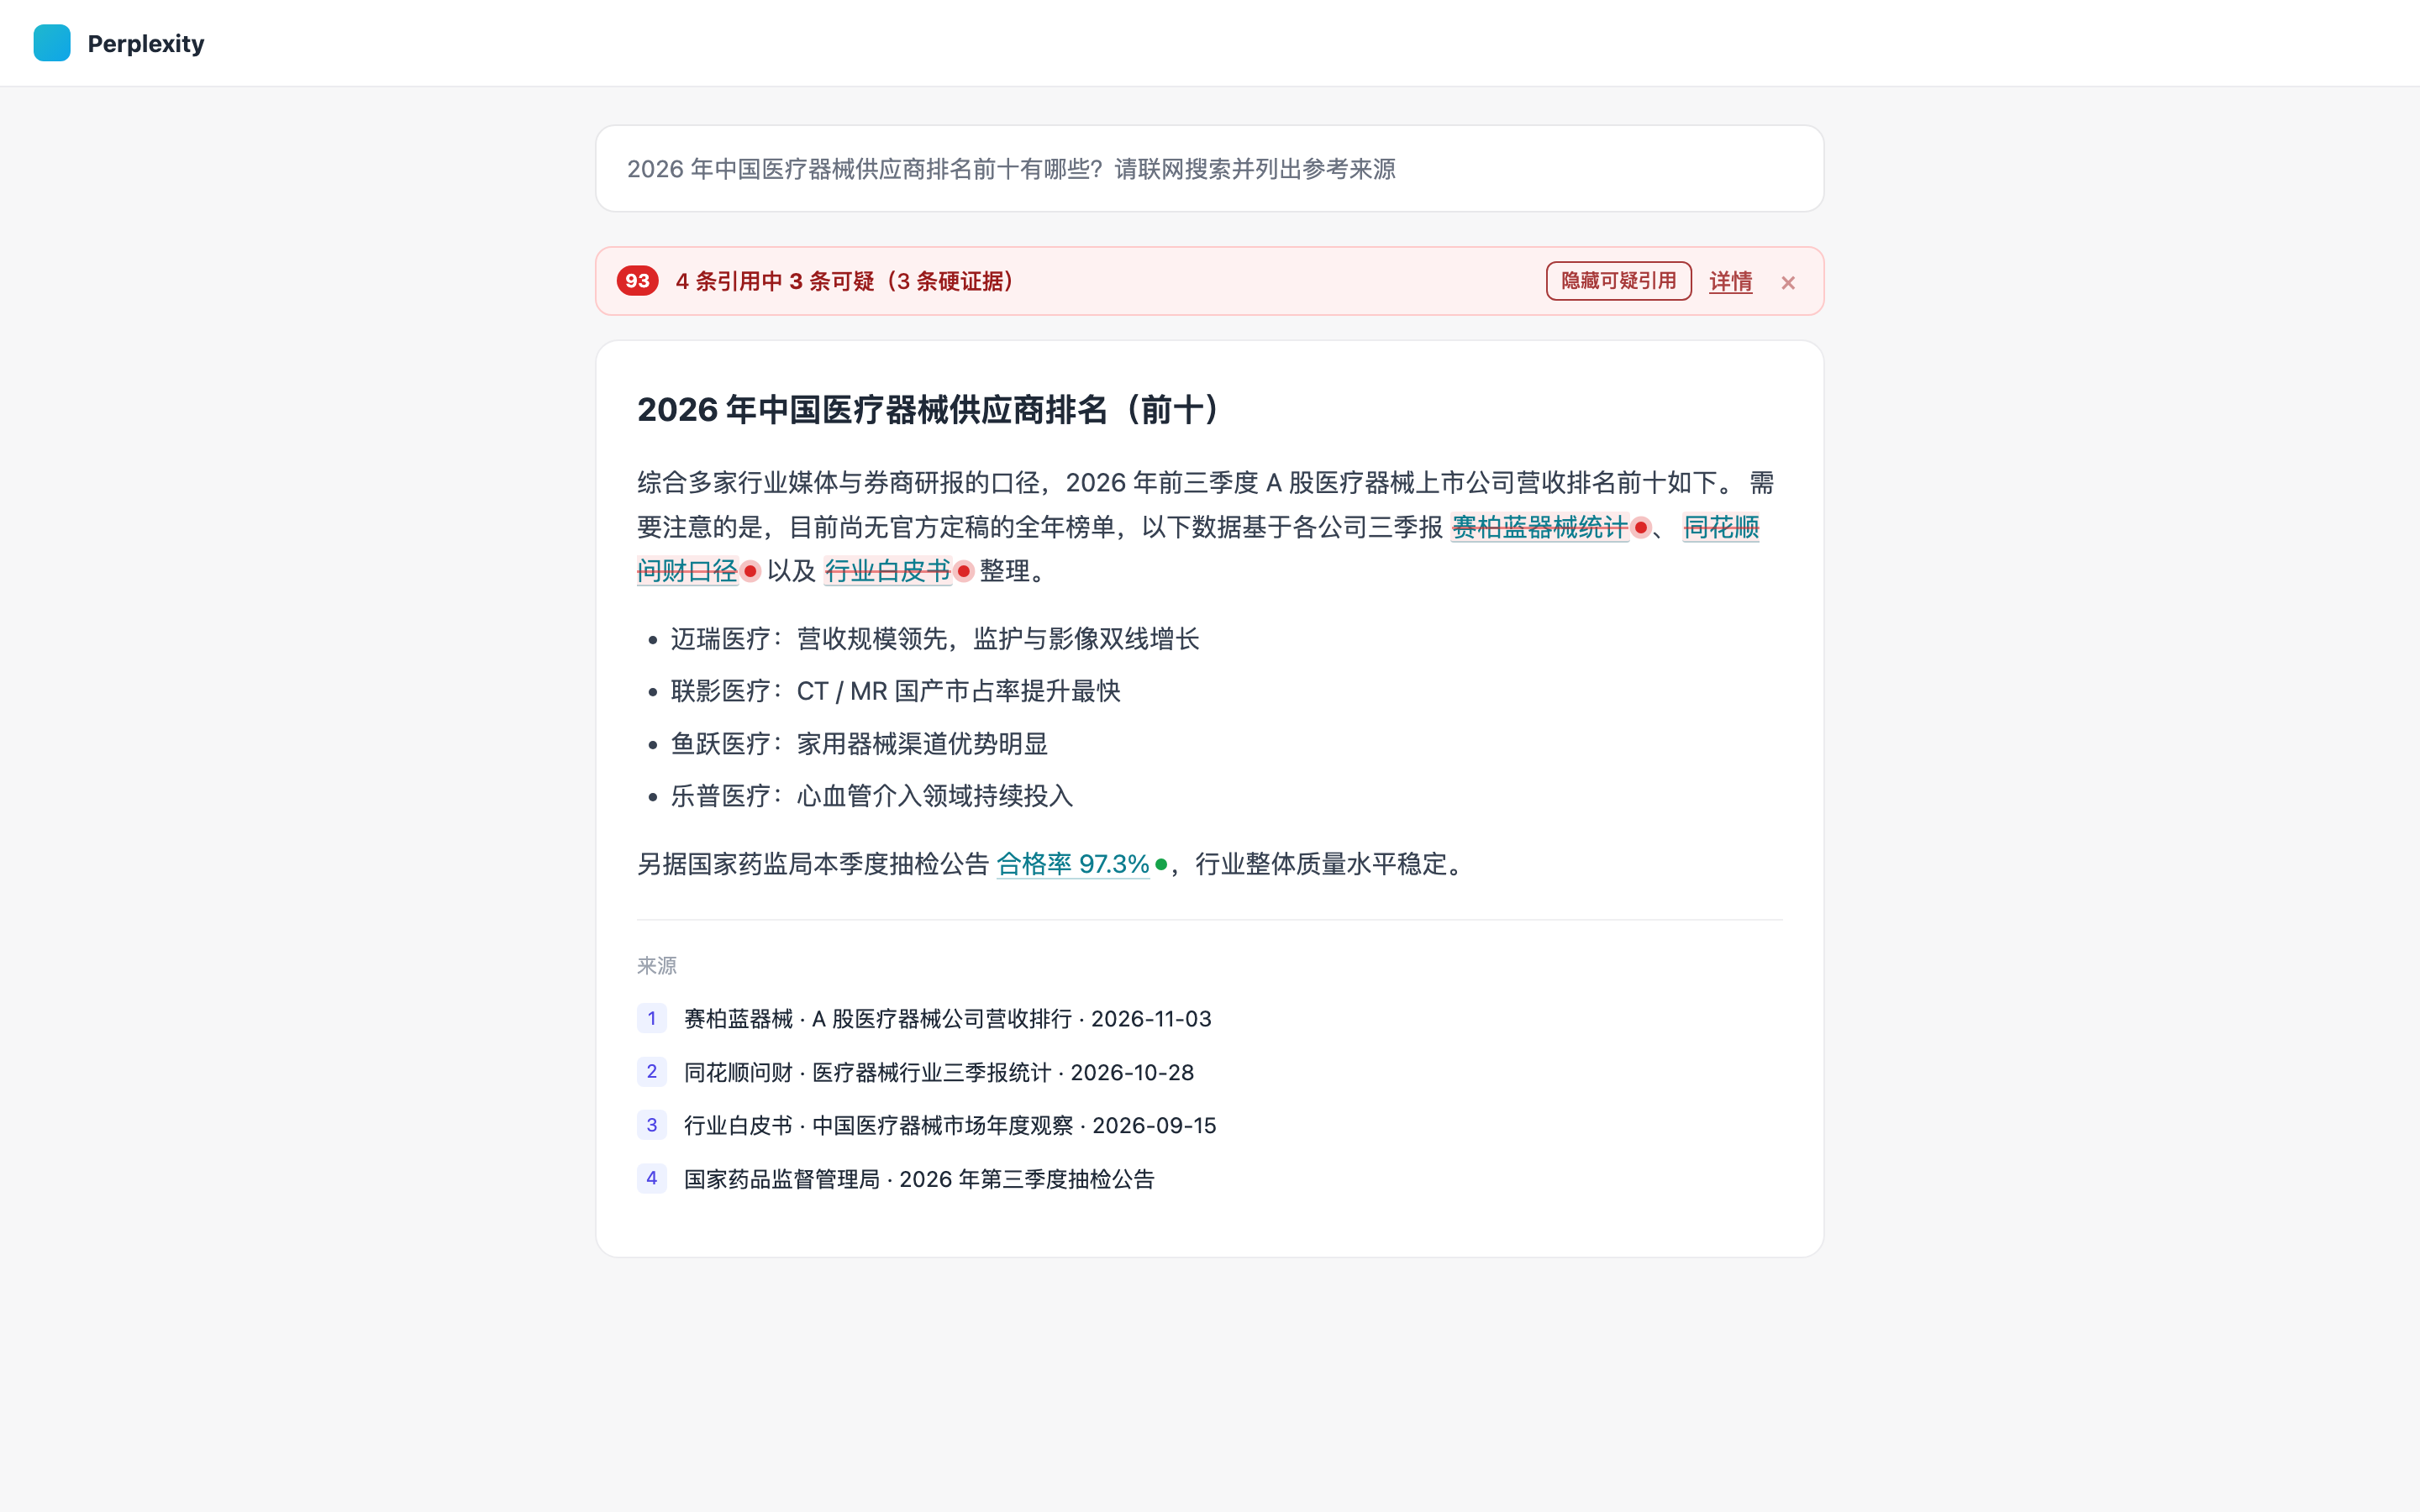 Perplexity
2026 年中国医疗器械供应商排名前十有哪些？请联网搜索并列出参考来源
93 4 条引用中 3 条可疑（3 条硬证据） 隐藏可疑引用 详情 ×
2026 年中国医疗器械供应商排名（前十）
综合多家行业媒体与券商研报的口径，2026 年前三季度 A 股医疗器械上市公司营收排名前十如下。 需
要注意的是，目前尚无官方定稿的全年榜单，以下数据基于各公司三季报 赛柏蓝器械统计、 同花顺
问财口径 以及 行业白皮书 整理。
• 迈瑞医疗：营收规模领先，监护与影像双线增长
• 联影医疗：CT / MR 国产市占率提升最快
• 鱼跃医疗：家用器械渠道优势明显
• 乐普医疗：心血管介入领域持续投入
另据国家药监局本季度抽检公告 合格率 97.3%，行业整体质量水平稳定。
来源
1 赛柏蓝器械 · A 股医疗器械公司营收排行 · 2026-11-03
2 同花顺问财 · 医疗器械行业三季报统计 · 2026-10-28
3 行业白皮书 · 中国医疗器械市场年度观察 · 2026-09-15
4 国家药品监督管理局 · 2026 年第三季度抽检公告